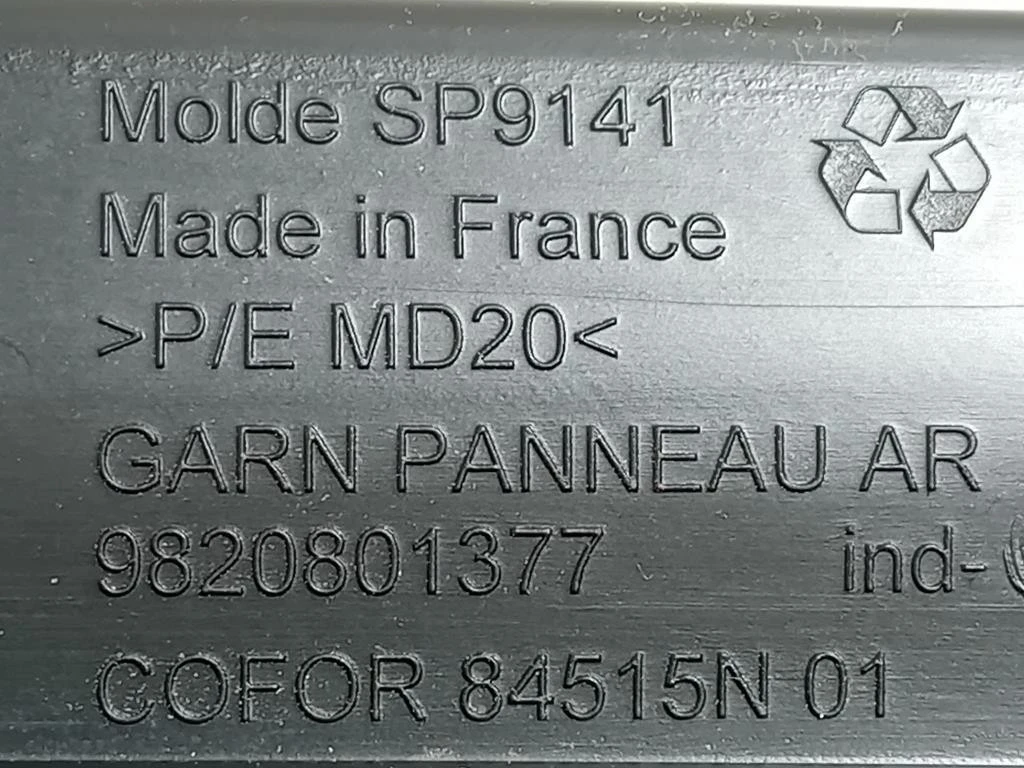 Molde SP9141
Made in France
>P/E MD20<
GARN PANNEAU AR
9820801377 ind-
COFOR 84515N 01